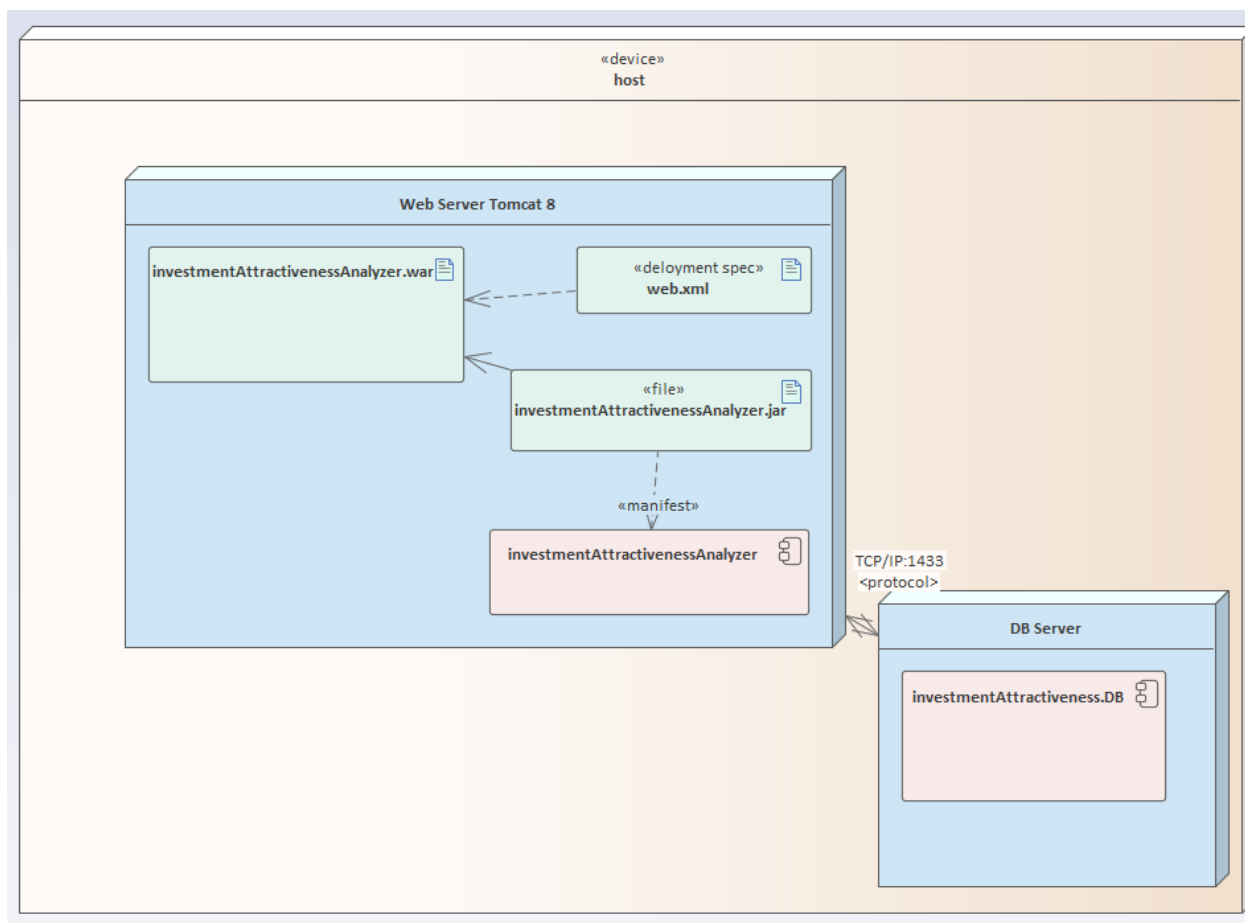 «device»
host
Web Server Tomcat 8
investmentAttractivenessAnalyzer.war
«deloyment spec»
web.xml
«file»
investmentAttractivenessAnalyzer.jar
«manifest»
investmentAttractivenessAnalyzer
TCP/IP:1433
<protocol>
DB Server
investmentAttractiveness.DB